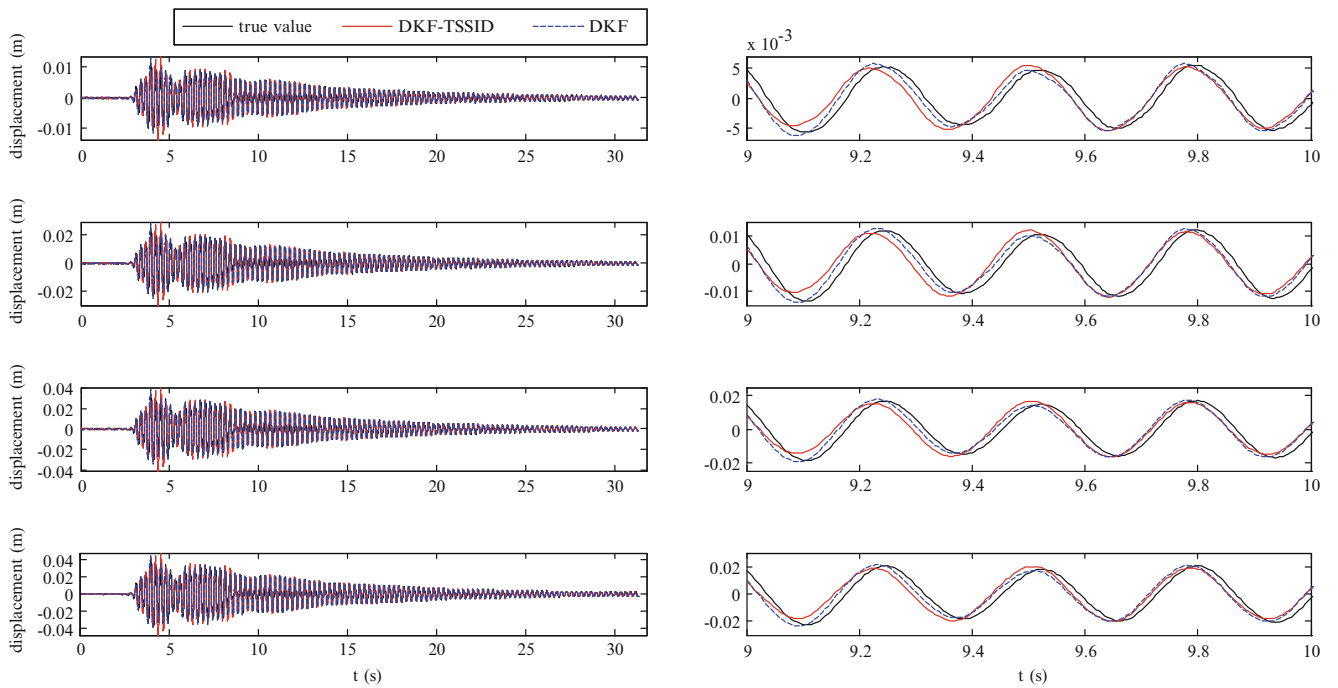 true value DKF-TSSID DKF
displacement (m)
0.01
0
-0.01
0 5 10 15 20 25 30
x 10^-3
5
0
-5
9 9.2 9.4 9.6 9.8 10
displacement (m)
0.02
0
-0.02
0 5 10 15 20 25 30
0.01
0
-0.01
9 9.2 9.4 9.6 9.8 10
displacement (m)
0.04
0.02
0
-0.02
-0.04
0 5 10 15 20 25 30
0.02
0
-0.02
9 9.2 9.4 9.6 9.8 10
displacement (m)
0.04
0.02
0
-0.02
-0.04
0 5 10 15 20 25 30
t (s)
0.02
0
-0.02
9 9.2 9.4 9.6 9.8 10
t (s)